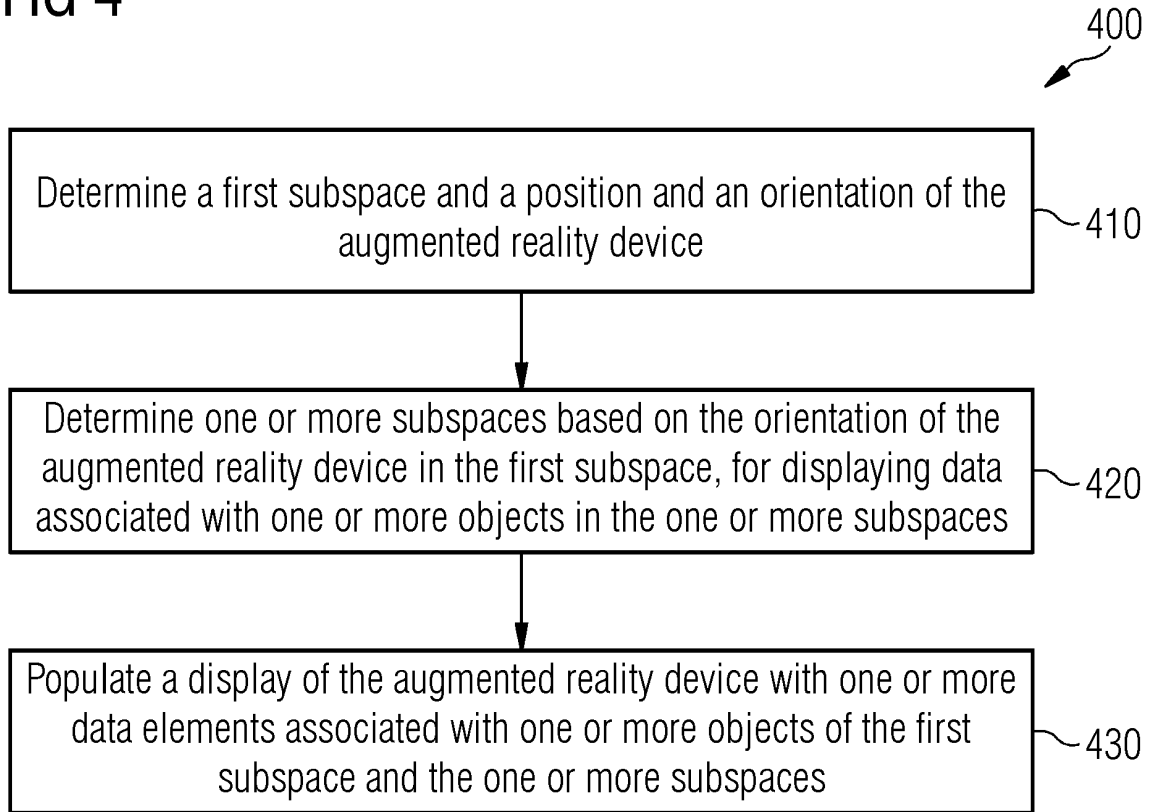 FIG 4
400
Determine a first subspace and a position and an orientation of the
augmented reality device
410
Determine one or more subspaces based on the orientation of the
augmented reality device in the first subspace, for displaying data
associated with one or more objects in the one or more subspaces
420
Populate a display of the augmented reality device with one or more
data elements associated with one or more objects of the first
subspace and the one or more subspaces
430